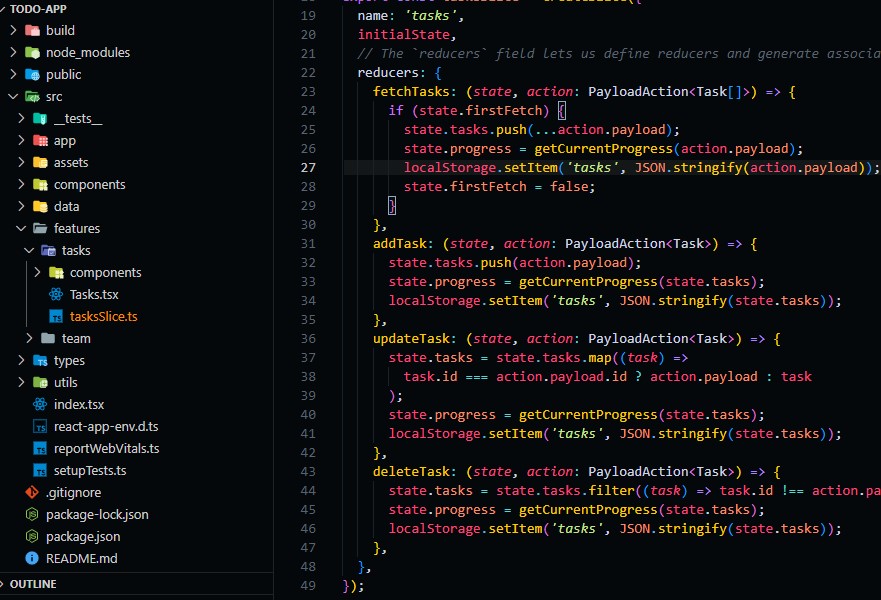 TODO-APP
build
node_modules
public
src
__tests__
app
assets
components
data
features
tasks
components
Tasks.tsx
tasksSlice.ts
team
types
utils
index.tsx
react-app-env.d.ts
reportWebVitals.ts
setupTests.ts
.gitignore
package-lock.json
package.json
README.md
OUTLINE
19 name: 'tasks',
20 initialState,
21 // The `reducers` field lets us define reducers and generate associa
22 reducers: {
23 fetchTasks: (state, action: PayloadAction<Task[]>) => {
24 if (state.firstFetch) {
25 state.tasks.push(...action.payload);
26 state.progress = getCurrentProgress(action.payload);
27 localStorage.setItem('tasks', JSON.stringify(action.payload));
28 state.firstFetch = false;
29 }
30 },
31 addTask: (state, action: PayloadAction<Task>) => {
32 state.tasks.push(action.payload);
33 state.progress = getCurrentProgress(state.tasks);
34 localStorage.setItem('tasks', JSON.stringify(state.tasks));
35 },
36 updateTask: (state, action: PayloadAction<Task>) => {
37 state.tasks = state.tasks.map((task) =>
38 task.id === action.payload.id ? action.payload : task
39 );
40 state.progress = getCurrentProgress(state.tasks);
41 localStorage.setItem('tasks', JSON.stringify(state.tasks));
42 },
43 deleteTask: (state, action: PayloadAction<Task>) => {
44 state.tasks = state.tasks.filter((task) => task.id !== action.pa
45 state.progress = getCurrentProgress(state.tasks);
46 localStorage.setItem('tasks', JSON.stringify(state.tasks));
47 },
48 },
49 });